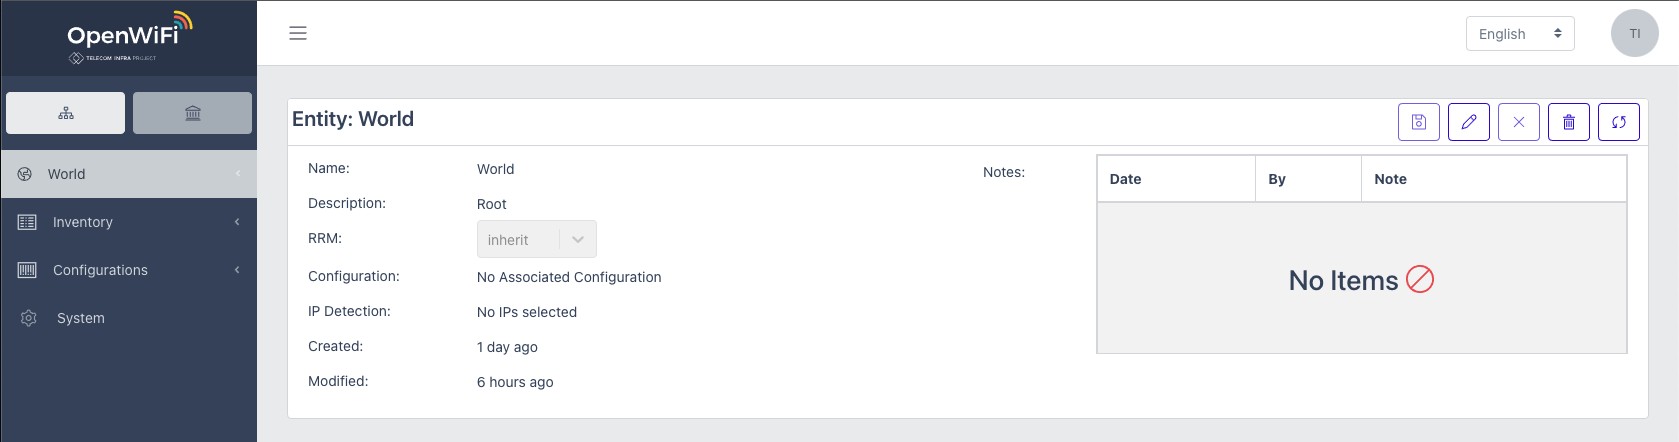 OpenWiFi
TELECOM INFRA PROJECT
English
TI
World
Inventory
Configurations
System
Entity: World
Name: World
Description: Root
RRM: inherit
Configuration: No Associated Configuration
IP Detection: No IPs selected
Created: 1 day ago
Modified: 6 hours ago
Notes:
Date By Note
No Items